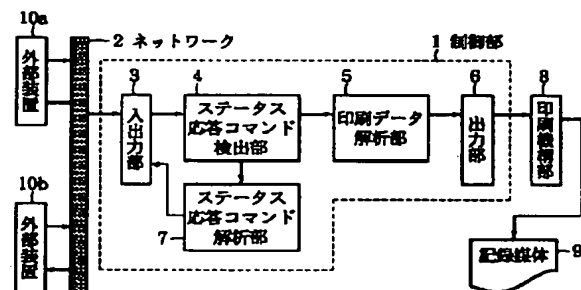 10a
外部装置
2 ネットワーク
1 制御部
3
入出力部
4
ステータス
応答コマンド
検出部
5
印刷データ
解析部
6
出力部
8
印刷機構部
10b
外部装置
7
ステータス
応答コマンド
解析部
記録媒体
9